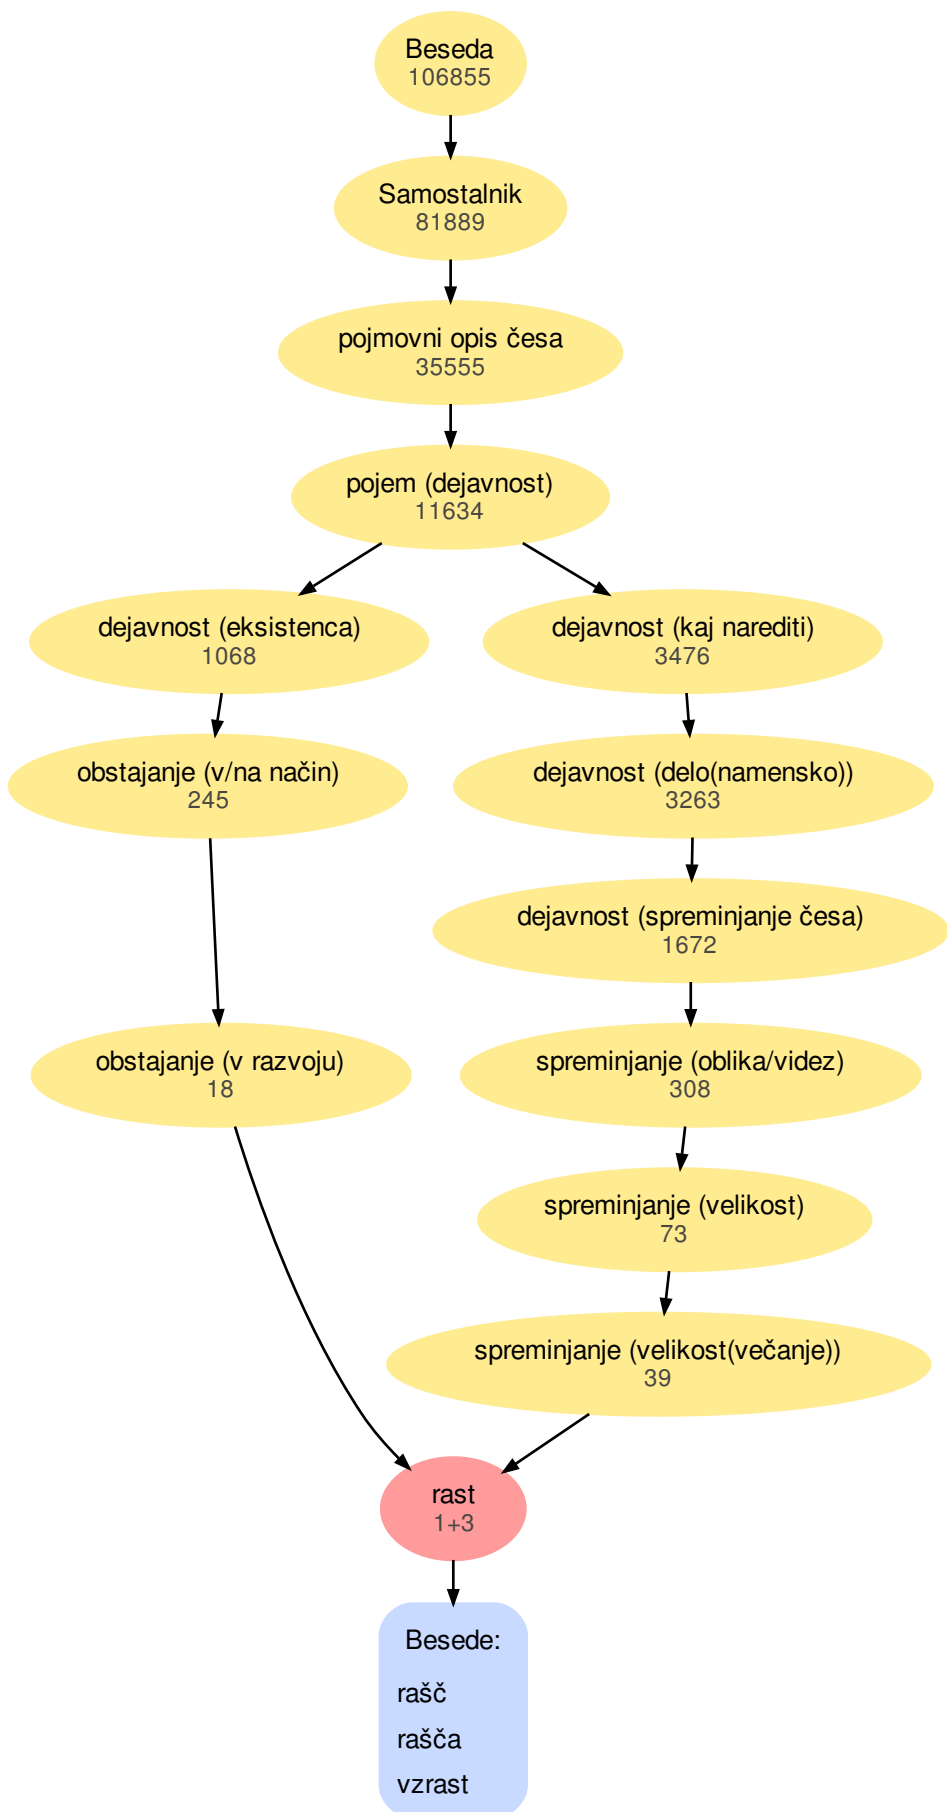 Beseda
106855
Samostalnik
81889
pojmovni opis česa
35555
pojem (dejavnost)
11634
dejavnost (eksistenca)
1068
dejavnost (kaj narediti)
3476
obstajanje (v/na način)
245
dejavnost (delo(namensko))
3263
dejavnost (spreminjanje česa)
1672
obstajanje (v razvoju)
18
spreminjanje (oblika/videz)
308
spreminjanje (velikost)
73
spreminjanje (velikost(večanje))
39
rast
1+3
Besede:
rašč
rašča
vzrast